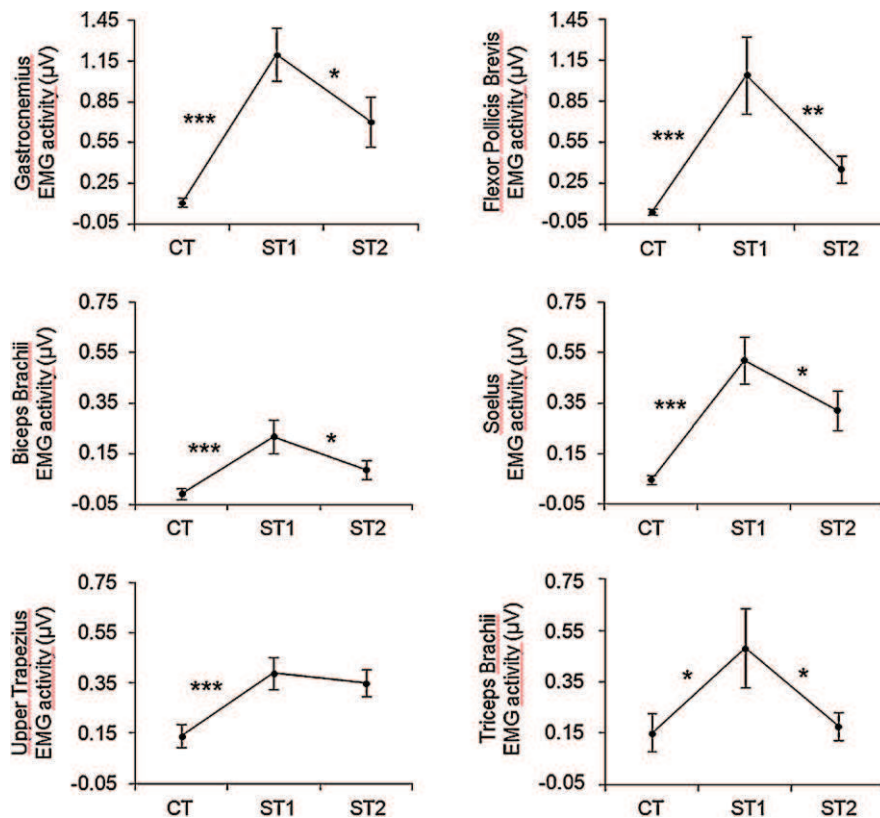 Gastrocnemius
EMG activity (µV)
1.45
1.15
0.85
0.55
0.25
-0.05
***
*
CT
ST1
ST2
Flexor Pollicis Brevis
EMG activity (µV)
1.45
1.15
0.85
0.55
0.25
-0.05
***
**
CT
ST1
ST2
Biceps Brachii
EMG activity (µV)
0.75
0.55
0.35
0.15
-0.05
***
*
CT
ST1
ST2
Soelus
EMG activity (µV)
0.75
0.55
0.35
0.15
-0.05
***
*
CT
ST1
ST2
Upper Trapezius
EMG activity (µV)
0.75
0.55
0.35
0.15
-0.05
***
CT
ST1
ST2
Triceps Brachii
EMG activity (µV)
0.75
0.55
0.35
0.15
-0.05
*
*
CT
ST1
ST2